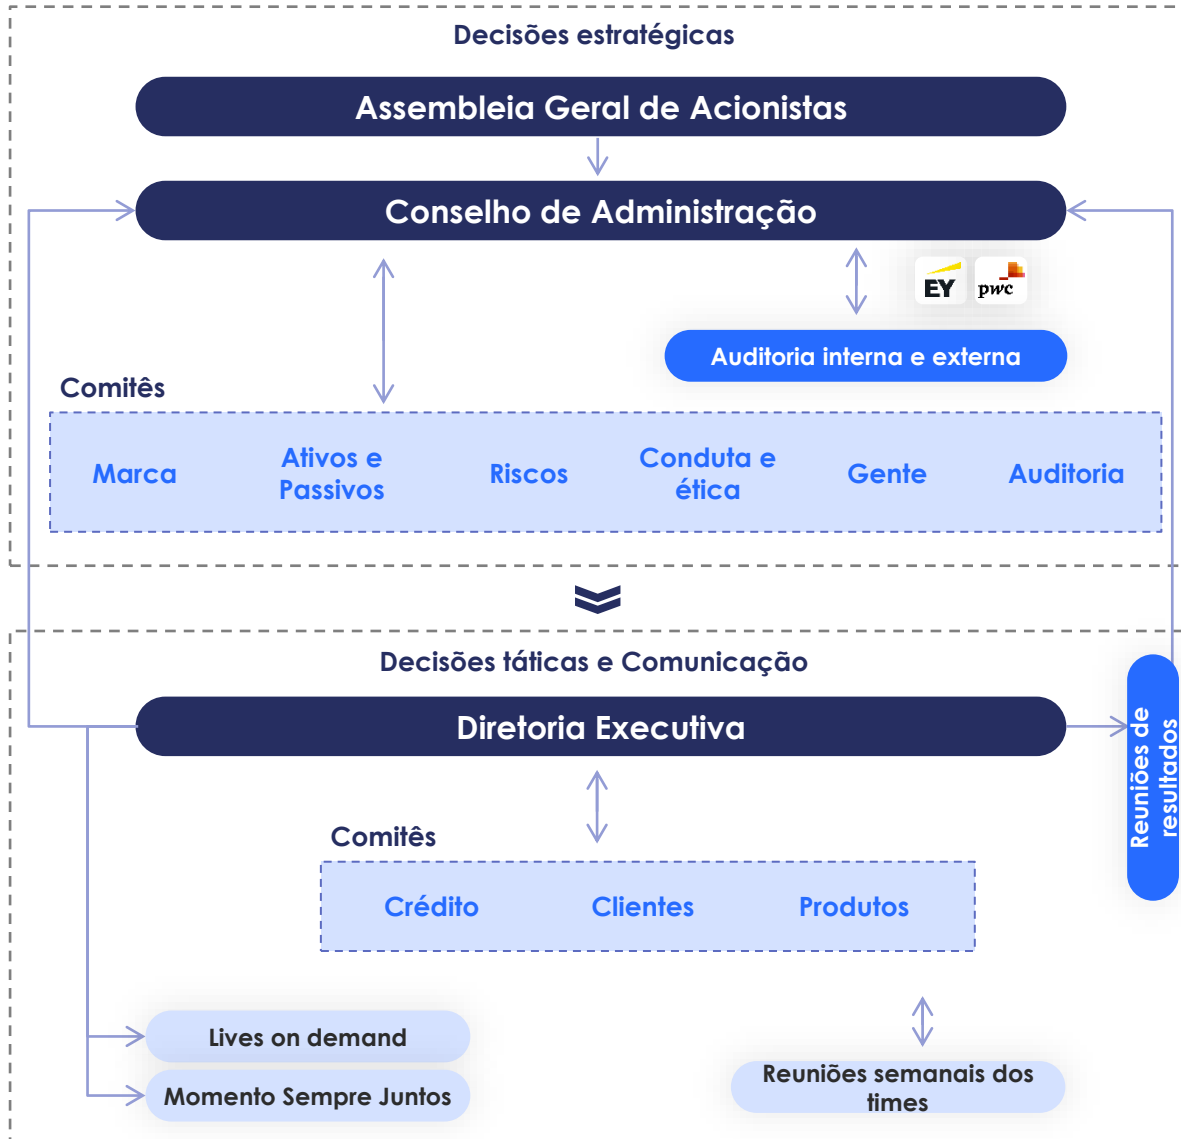 Decisões estratégicas
Assembleia Geral de Acionistas
Conselho de Administração
EY
pwc
Auditoria interna e externa
Comitês
Marca
Ativos e
Passivos
Riscos
Conduta e
ética
Gente
Auditoria
Decisões táticas e Comunicação
Diretoria Executiva
Reuniões de
resultados
Comitês
Crédito
Clientes
Produtos
Lives on demand
Momento Sempre Juntos
Reuniões semanais dos
times